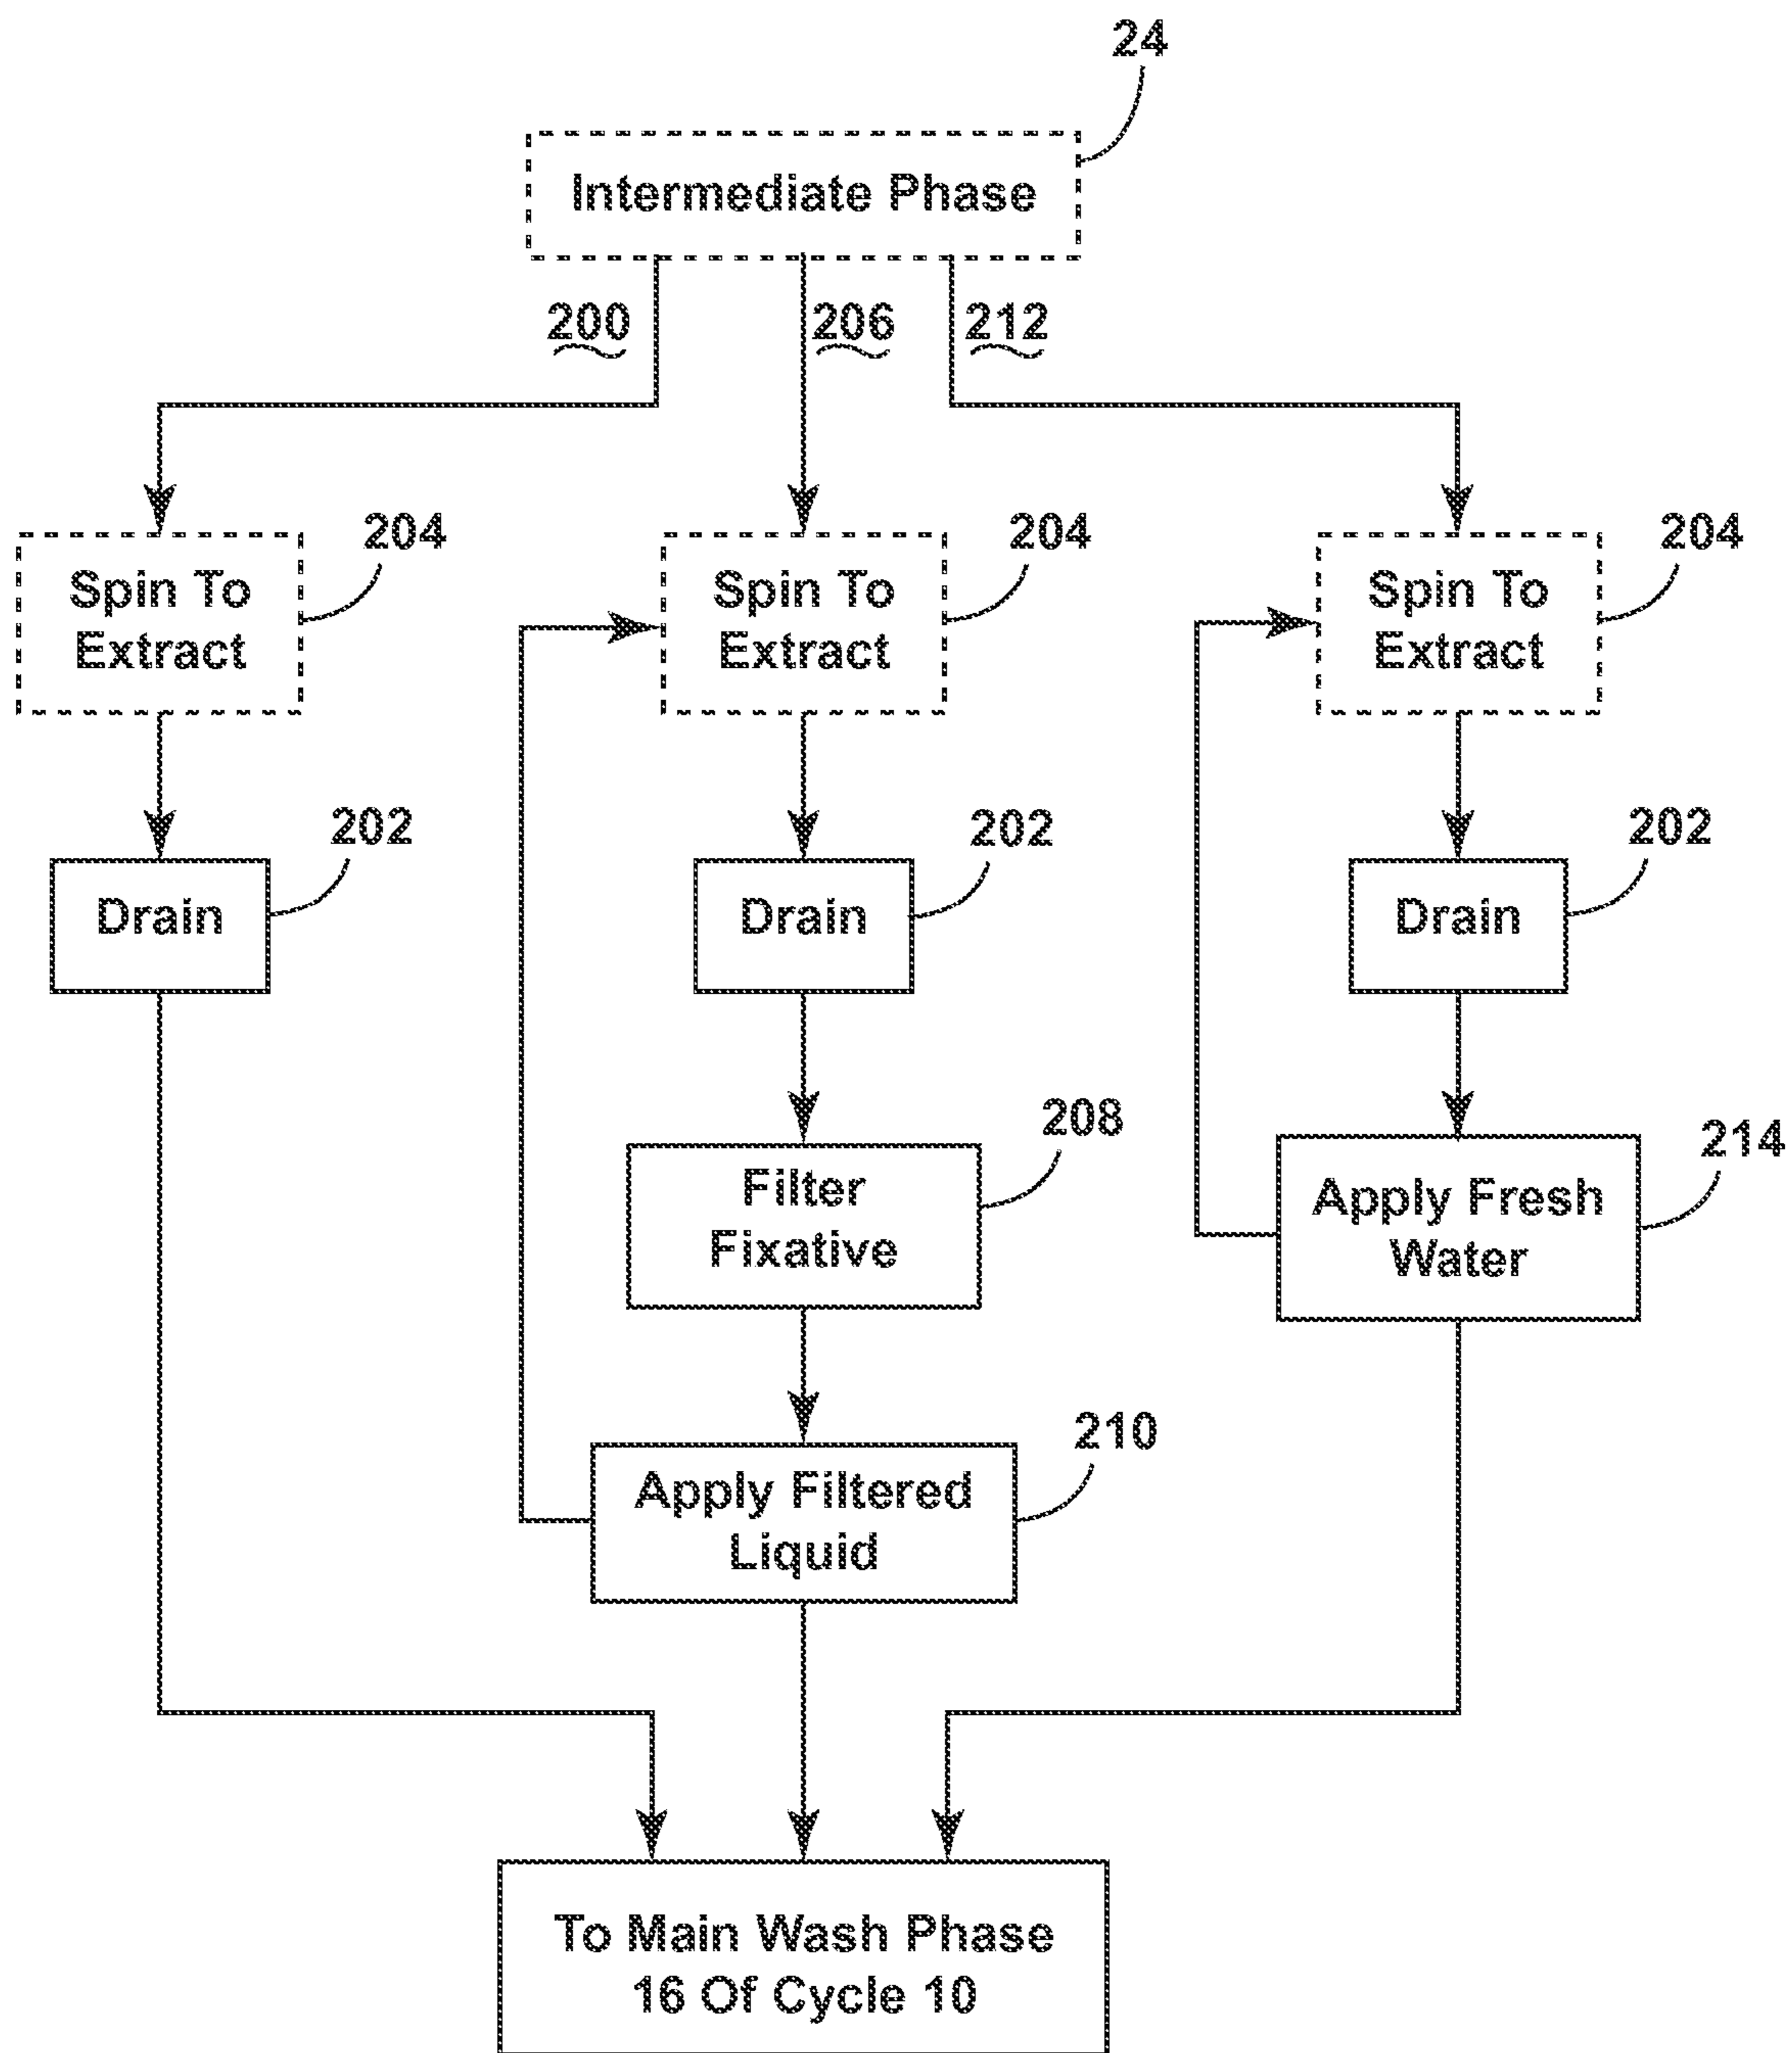 24
Intermediate Phase
200 206 212
204 204 204
Spin To Spin To Spin To
Extract Extract Extract
202 202 202
Drain Drain Drain
208
214
Filter
Fixative
Apply Fresh
Water
210
Apply Filtered
Liquid
To Main Wash Phase
16 Of Cycle 10